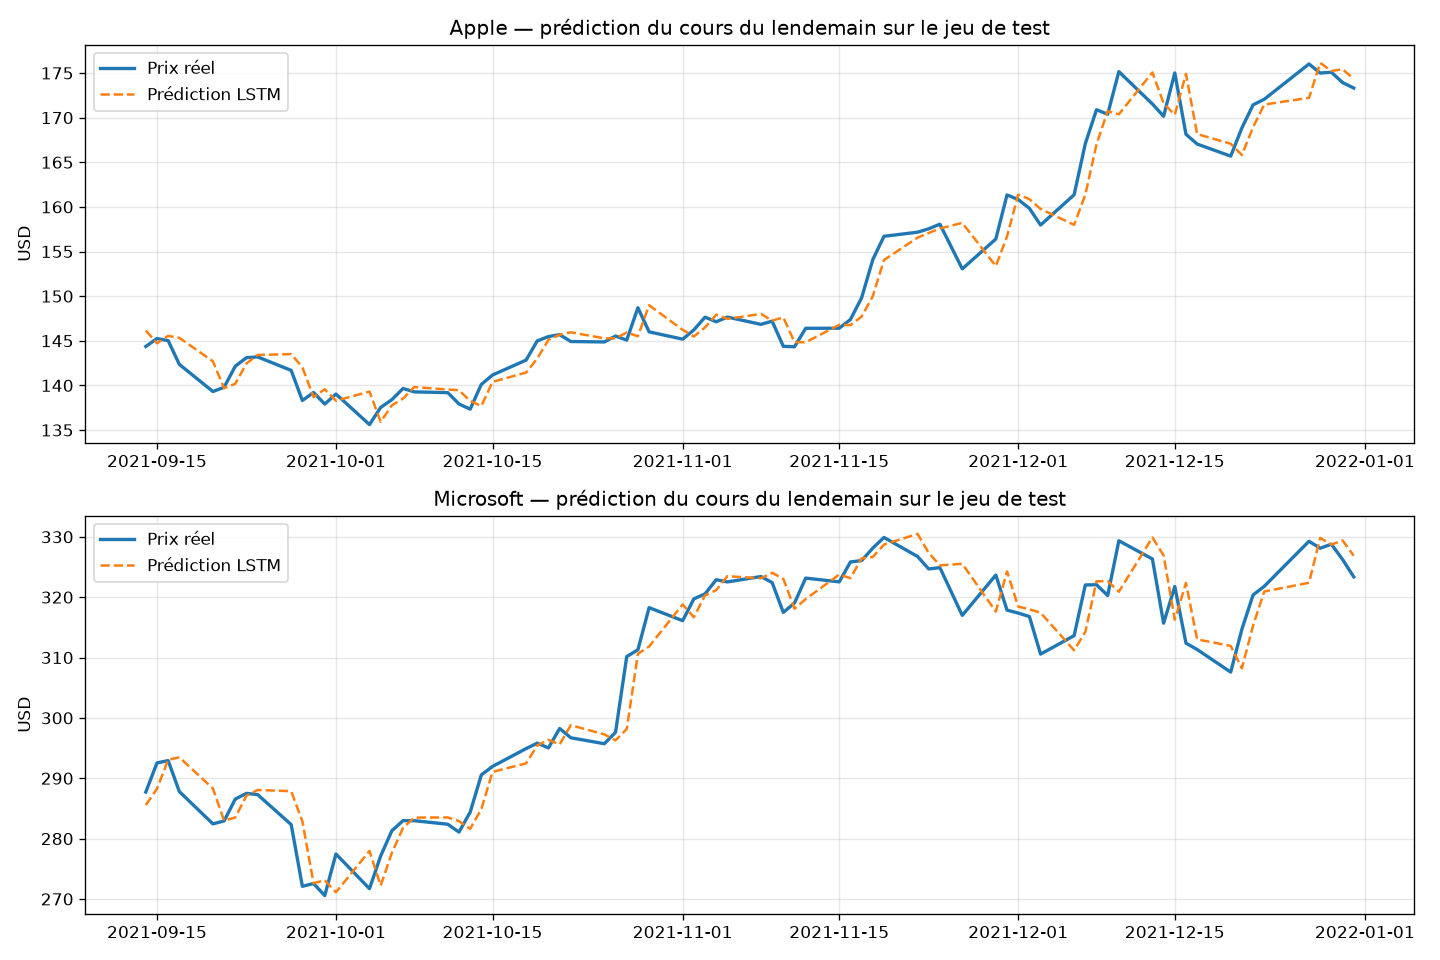 Apple — prédiction du cours du lendemain sur le jeu de test
Prix réel
Prédiction LSTM
USD
175
170
165
160
155
150
145
140
135
2021-09-15 2021-10-01 2021-10-15 2021-11-01 2021-11-15 2021-12-01 2021-12-15 2022-01-01
Microsoft — prédiction du cours du lendemain sur le jeu de test
Prix réel
Prédiction LSTM
USD
330
320
310
300
290
280
270
2021-09-15 2021-10-01 2021-10-15 2021-11-01 2021-11-15 2021-12-01 2021-12-15 2022-01-01